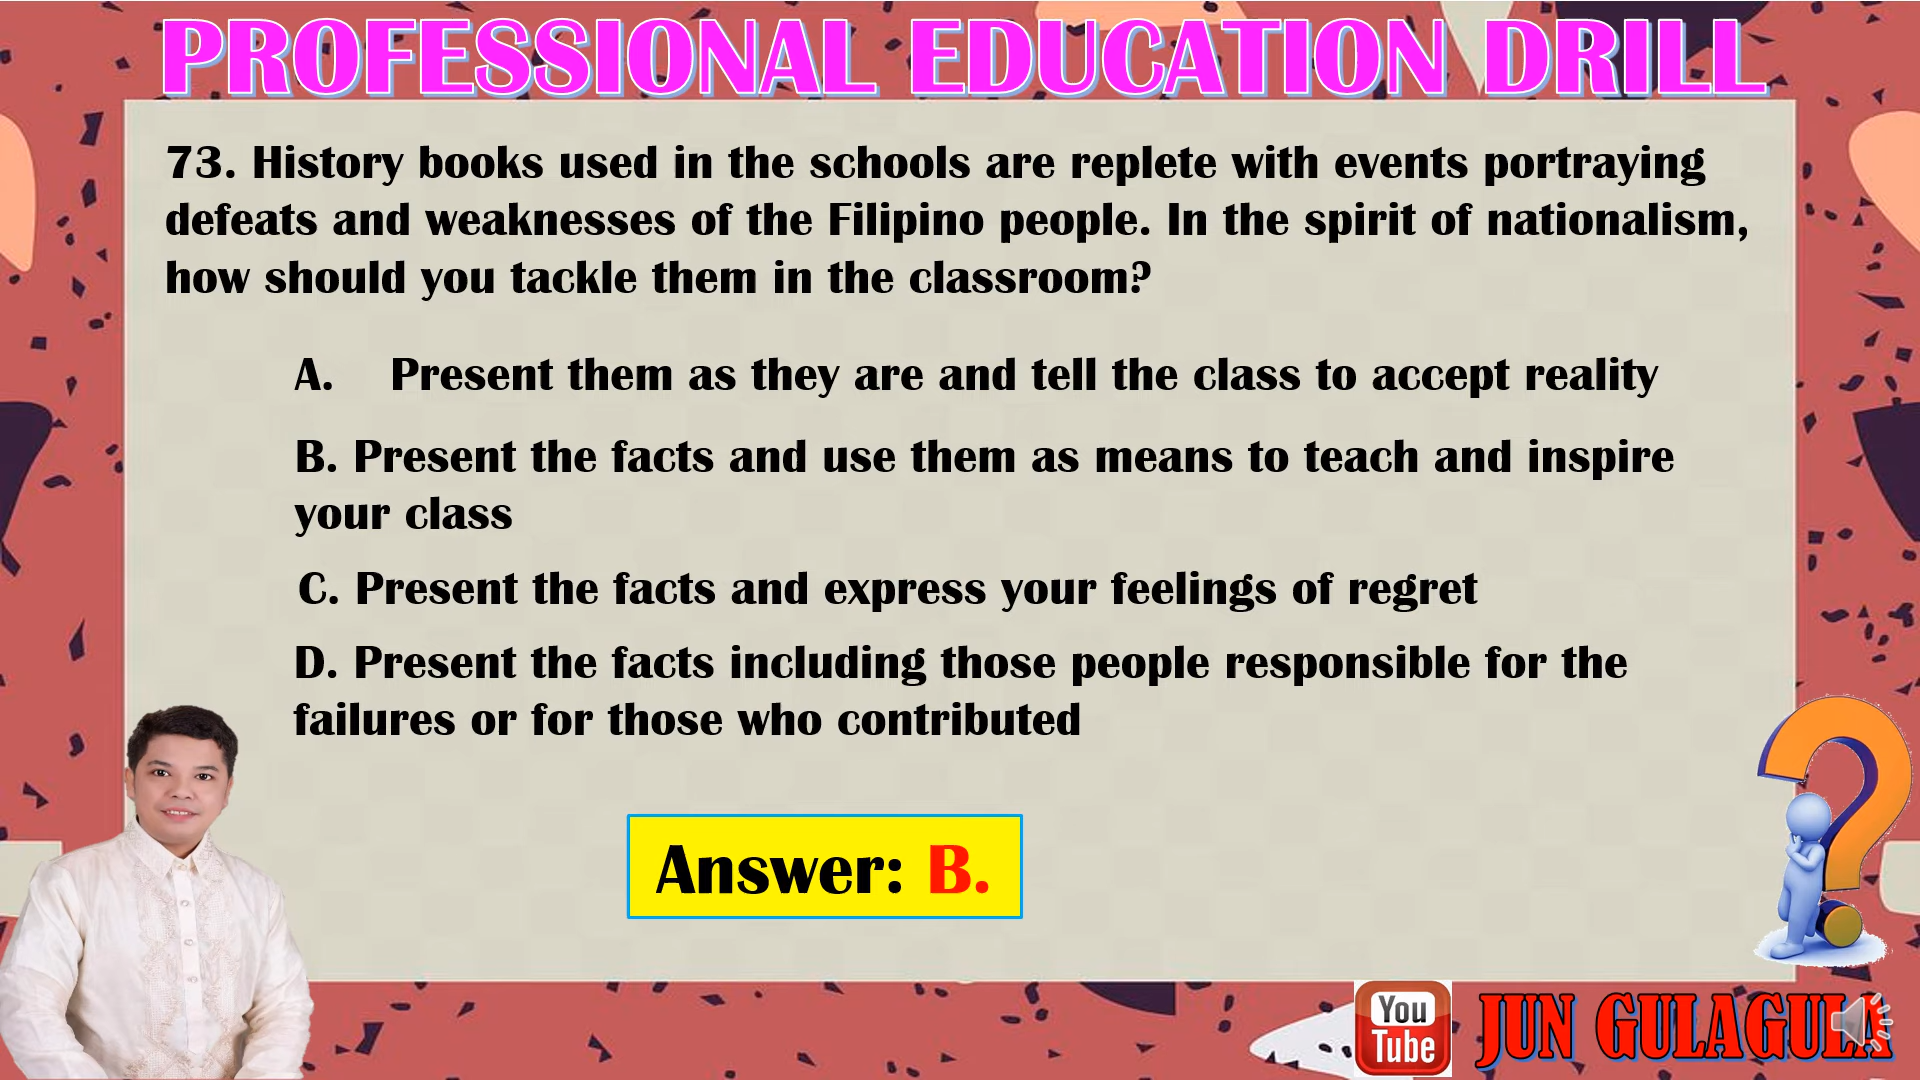 PROFESSIONAL EDUCATION DRILL
73. History books used in the schools are replete with events portraying
defeats and weaknesses of the Filipino people. In the spirit of nationalism,
how should you tackle them in the classroom?
A. Present them as they are and tell the class to accept reality
B. Present the facts and use them as means to teach and inspire
your class
C. Present the facts and express your feelings of regret
D. Present the facts including those people responsible for the
failures or for those who contributed
Answer: B.
You
Tube
JUN GULAGULA